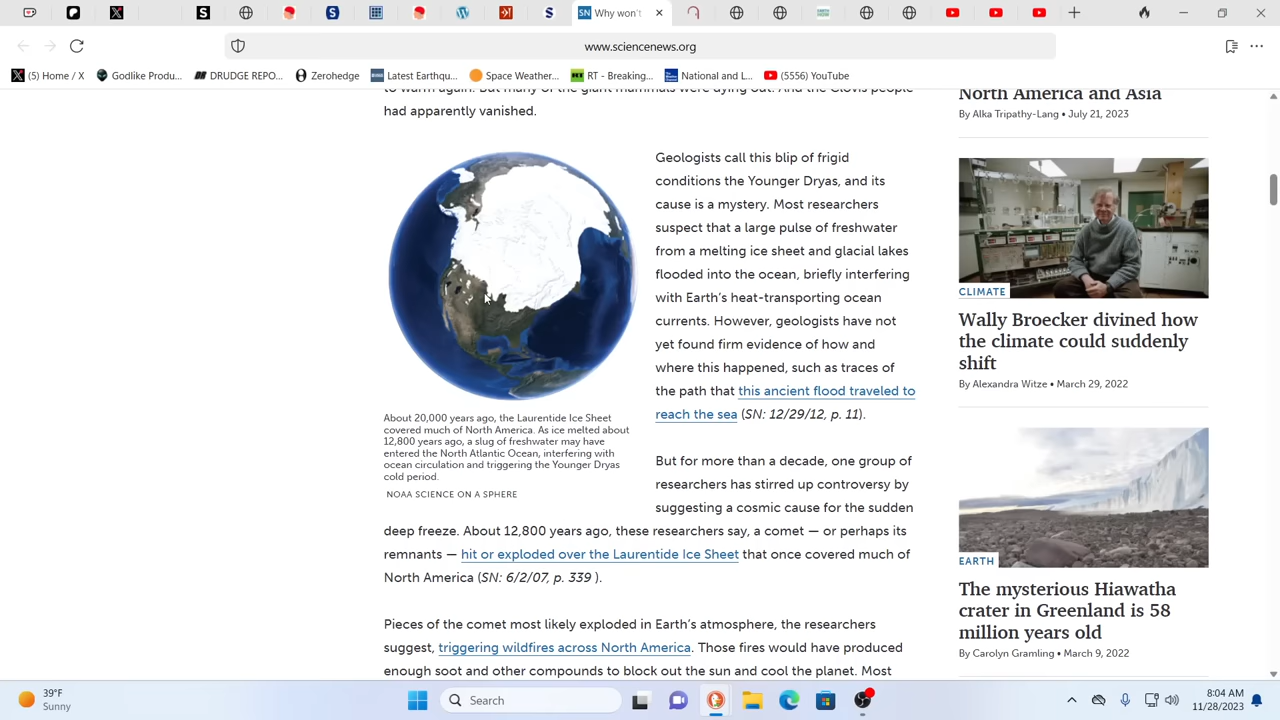 SN Why won't
www.sciencenews.org
(5) Home / X
Godlike Produ...
DRUDGE REPO...
Zerohedge
Latest Earthqu...
Space Weather...
RT - Breaking...
National and L...
(5556) YouTube
to warm again. But many of the giant mammals were dying out. And the Clovis people
had apparently vanished.
Geologists call this blip of frigid
conditions the Younger Dryas, and its
cause is a mystery. Most researchers
suspect that a large pulse of freshwater
from a melting ice sheet and glacial lakes
flooded into the ocean, briefly interfering
with Earth's heat-transporting ocean
currents. However, geologists have not
yet found firm evidence of how and
where this happened, such as traces of
the path that this ancient flood traveled to
reach the sea (SN: 12/29/12, p. 11).
About 20,000 years ago, the Laurentide Ice Sheet
covered much of North America. As ice melted about
12,800 years ago, a slug of freshwater may have
entered the North Atlantic Ocean, interfering with
ocean circulation and triggering the Younger Dryas
cold period.
NOAA SCIENCE ON A SPHERE
But for more than a decade, one group of
researchers has stirred up controversy by
suggesting a cosmic cause for the sudden
deep freeze. About 12,800 years ago, these researchers say, a comet — or perhaps its
remnants — hit or exploded over the Laurentide Ice Sheet that once covered much of
North America (SN: 6/2/07, p. 339 ).
Pieces of the comet most likely exploded in Earth's atmosphere, the researchers
suggest, triggering wildfires across North America. Those fires would have produced
enough soot and other compounds to block out the sun and cool the planet. Most
North America and Asia
By Alka Tripathy-Lang • July 21, 2023
CLIMATE
Wally Broecker divined how
the climate could suddenly
shift
By Alexandra Witze • March 29, 2022
EARTH
The mysterious Hiawatha
crater in Greenland is 58
million years old
By Carolyn Gramling • March 9, 2022
39°F
Sunny
Search
8:04 AM
11/28/2023